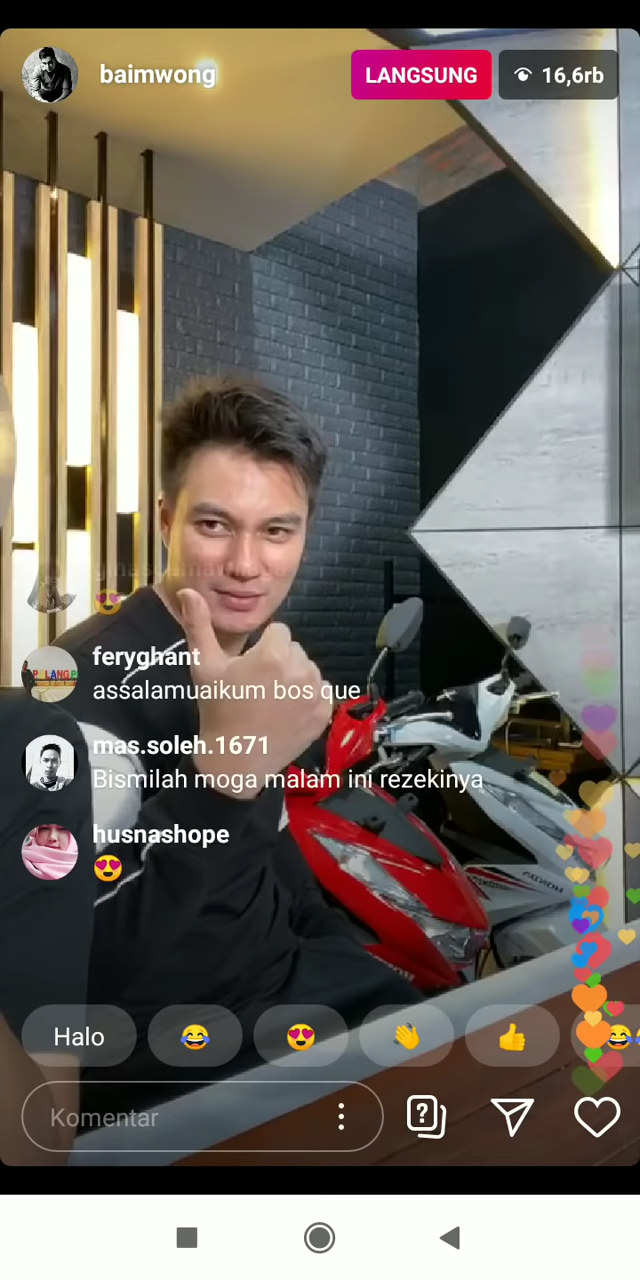 baimwong
LANGSUNG
16,6rb
feryghant
assalamuaikum bos que
mas.soleh.1671
Bismilah moga malam ini rezekinya
husnashope
😍
Halo
Komentar
HONDA